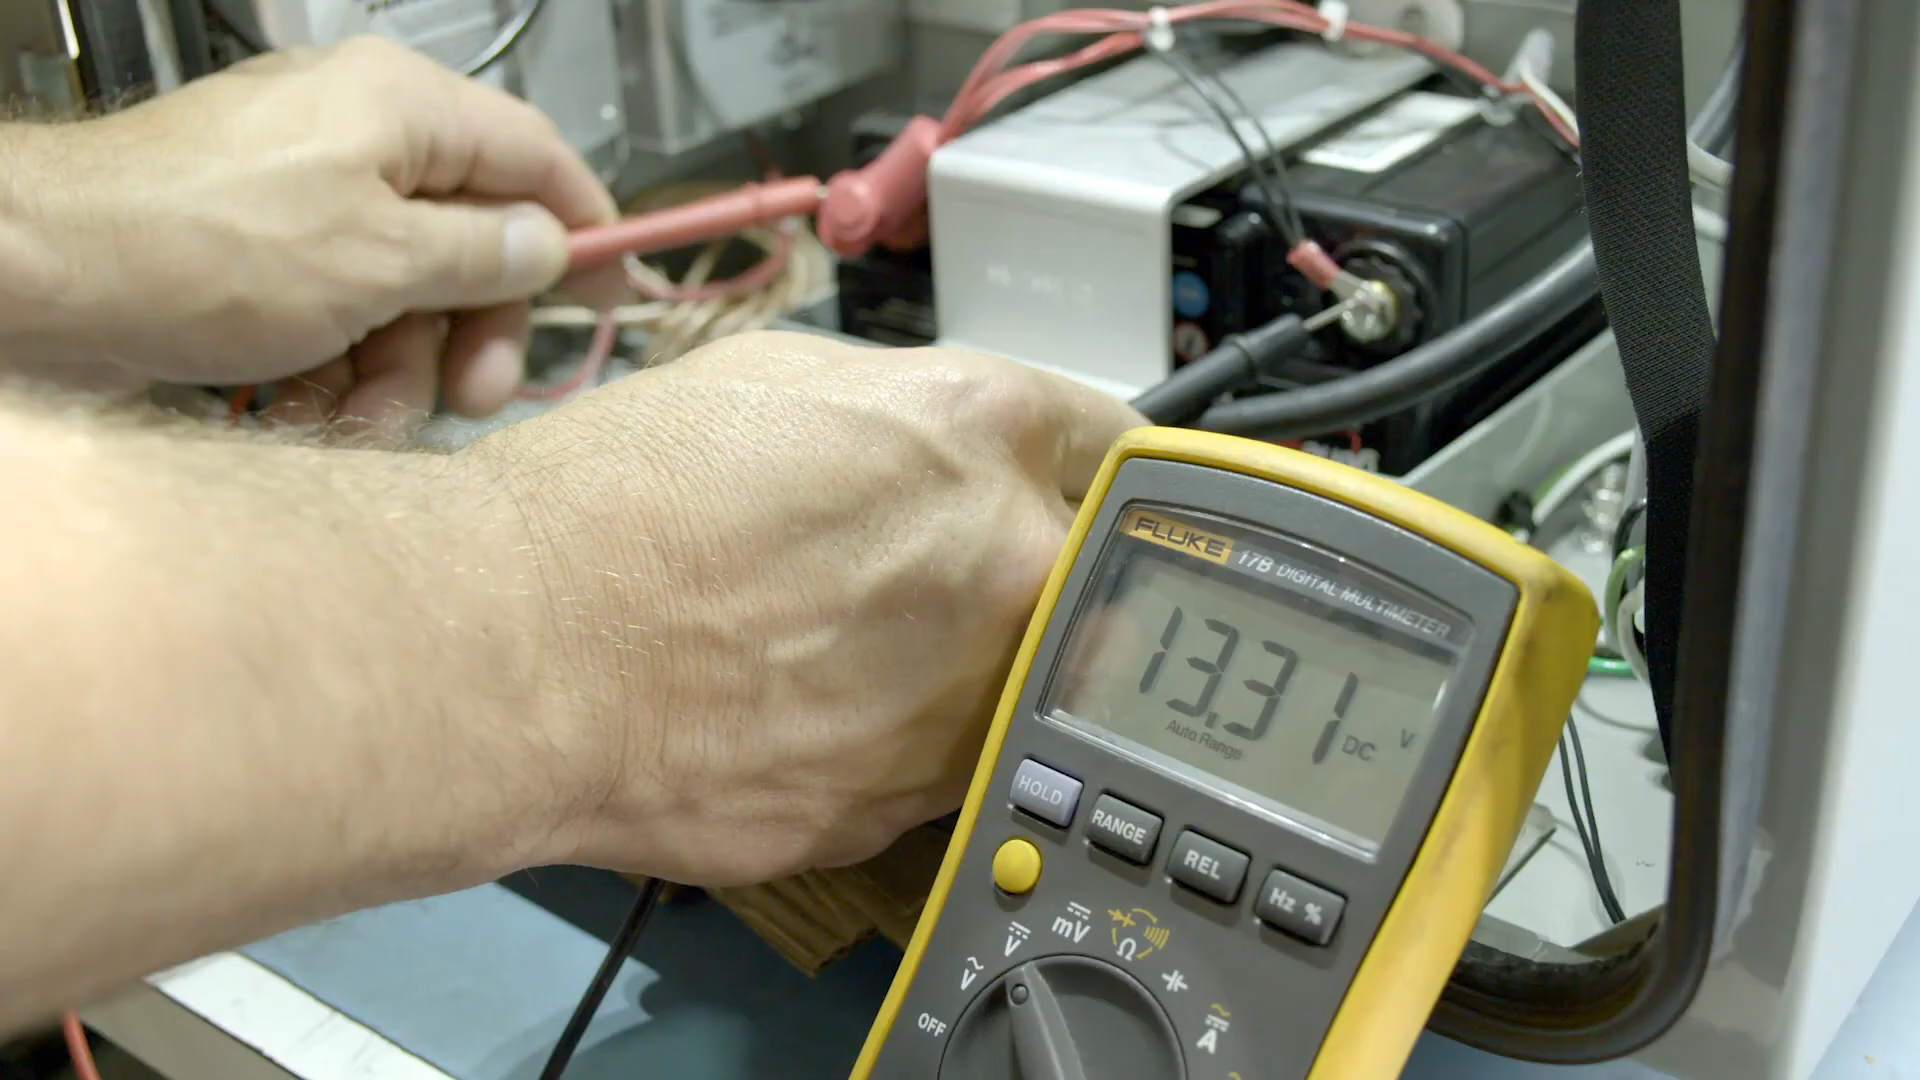 FLUKE 17B DIGITAL MULTIMETER
13.31 DC V
Auto Range
HOLD RANGE REL Hz %
OFF V V mV Ω A